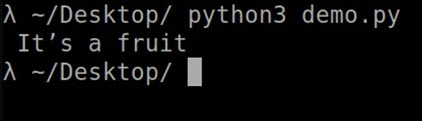 λ ~/Desktop/ python3 demo.py
It’s a fruit
λ ~/Desktop/